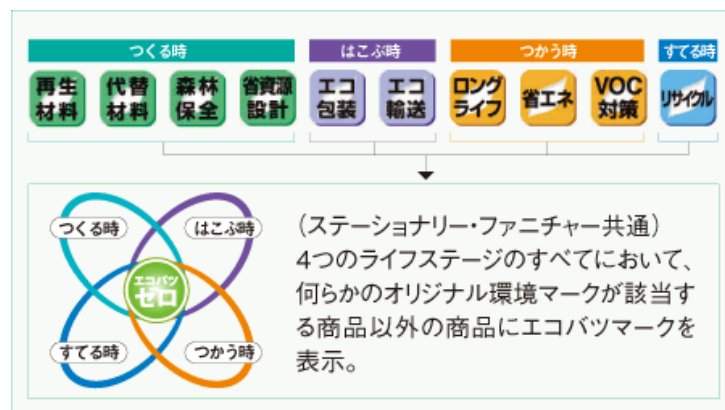 つくる時
はこぶ時
つかう時
すてる時
再生
材料
代替
材料
森林
保全
省資源
設計
エコ
包装
エコ
輸送
ロング
ライフ
省エネ
VOC
対策
リサイクル
つくる時
はこぶ時
エコバツ
ゼロ
すてる時
つかう時
(ステーショナリー・ファニチャー共通)
4つのライフステージのすべてにおいて、
何らかのオリジナル環境マークが該当す
る商品以外の商品にエコバツマークを
表示。